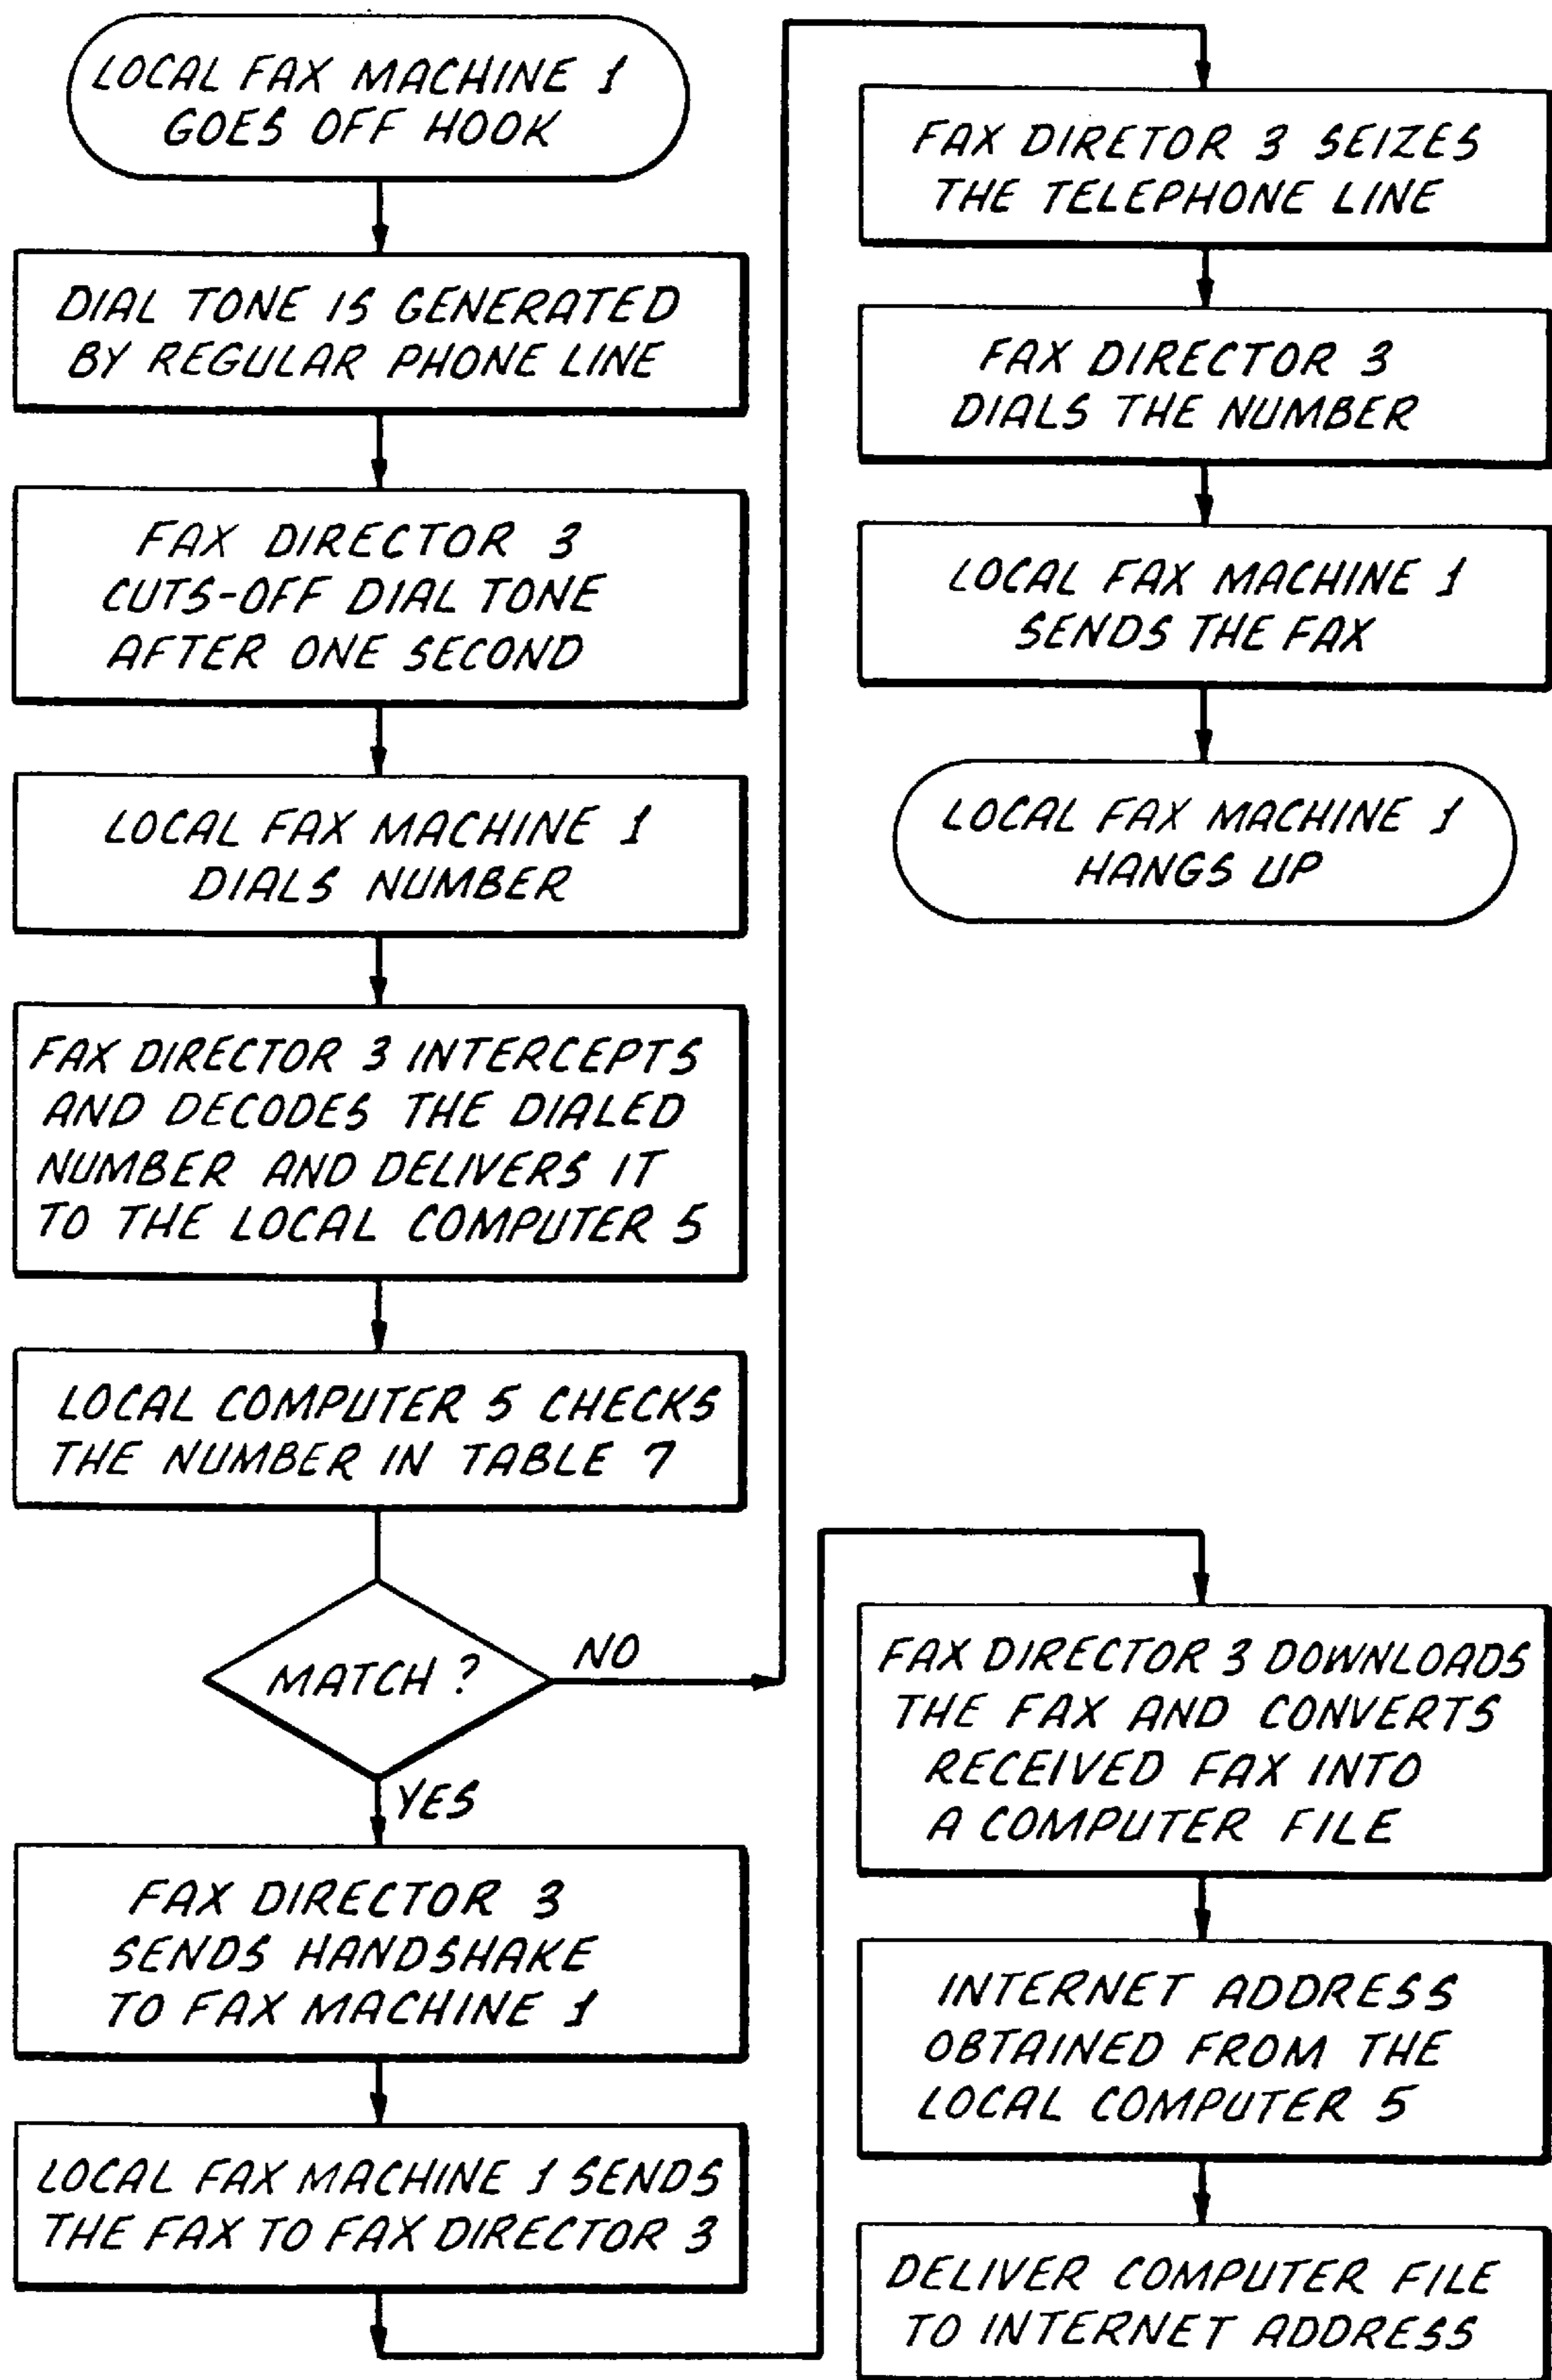 LOCAL FAX MACHINE 1
GOES OFF HOOK
DIAL TONE IS GENERATED
BY REGULAR PHONE LINE
FAX DIRECTOR 3
CUTS-OFF DIAL TONE
AFTER ONE SECOND
LOCAL FAX MACHINE 1
DIALS NUMBER
FAX DIRECTOR 3 INTERCEPTS
AND DECODES THE DIALED
NUMBER AND DELIVERS IT
TO THE LOCAL COMPUTER 5
LOCAL COMPUTER 5 CHECKS
THE NUMBER IN TABLE 7
MATCH ?
NO
YES
FAX DIRECTOR 3
SENDS HANDSHAKE
TO FAX MACHINE 1
LOCAL FAX MACHINE 1 SENDS
THE FAX TO FAX DIRECTOR 3
FAX DIRETOR 3 SEIZES
THE TELEPHONE LINE
FAX DIRECTOR 3
DIALS THE NUMBER
LOCAL FAX MACHINE 1
SENDS THE FAX
LOCAL FAX MACHINE 1
HANGS UP
FAX DIRECTOR 3 DOWNLOADS
THE FAX AND CONVERTS
RECEIVED FAX INTO
A COMPUTER FILE
INTERNET ADDRESS
OBTAINED FROM THE
LOCAL COMPUTER 5
DELIVER COMPUTER FILE
TO INTERNET ADDRESS